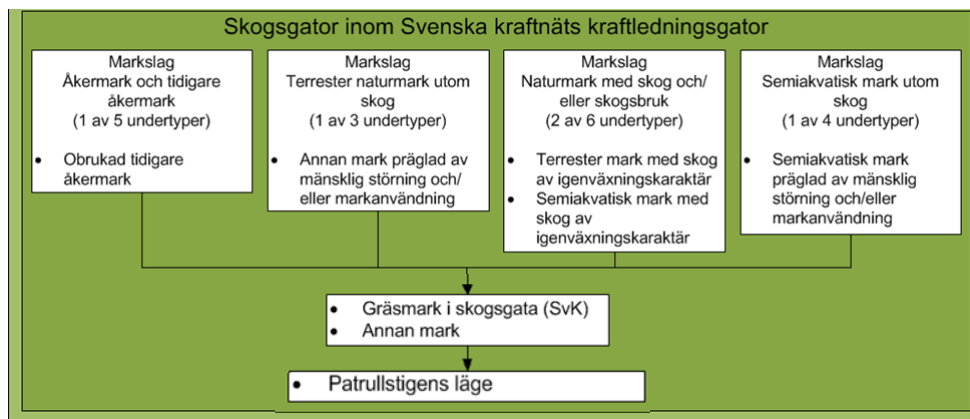 Skogsgator inom Svenska kraftnäts kraftledningsgator
Markslag
Åkermark och tidigare
åkermark
(1 av 5 undertyper)
• Obrukad tidigare
åkermark
Markslag
Terrester naturmark utom
skog
(1 av 3 undertyper)
• Annan mark präglad av
mänsklig störning och/
eller markanvändning
Markslag
Naturmark med skog och/
eller skogsbruk
(2 av 6 undertyper)
• Terrester mark med skog
av igenväxningskaraktär
• Semiakvatisk mark med
skog av
igenväxningskaraktär
Markslag
Semiakvatisk mark utom
skog
(1 av 4 undertyper)
• Semiakvatisk mark
präglad av mänsklig
störning och/eller
markanvändning
• Gräsmark i skogsgata (SvK)
• Annan mark
• Patrullstigens läge